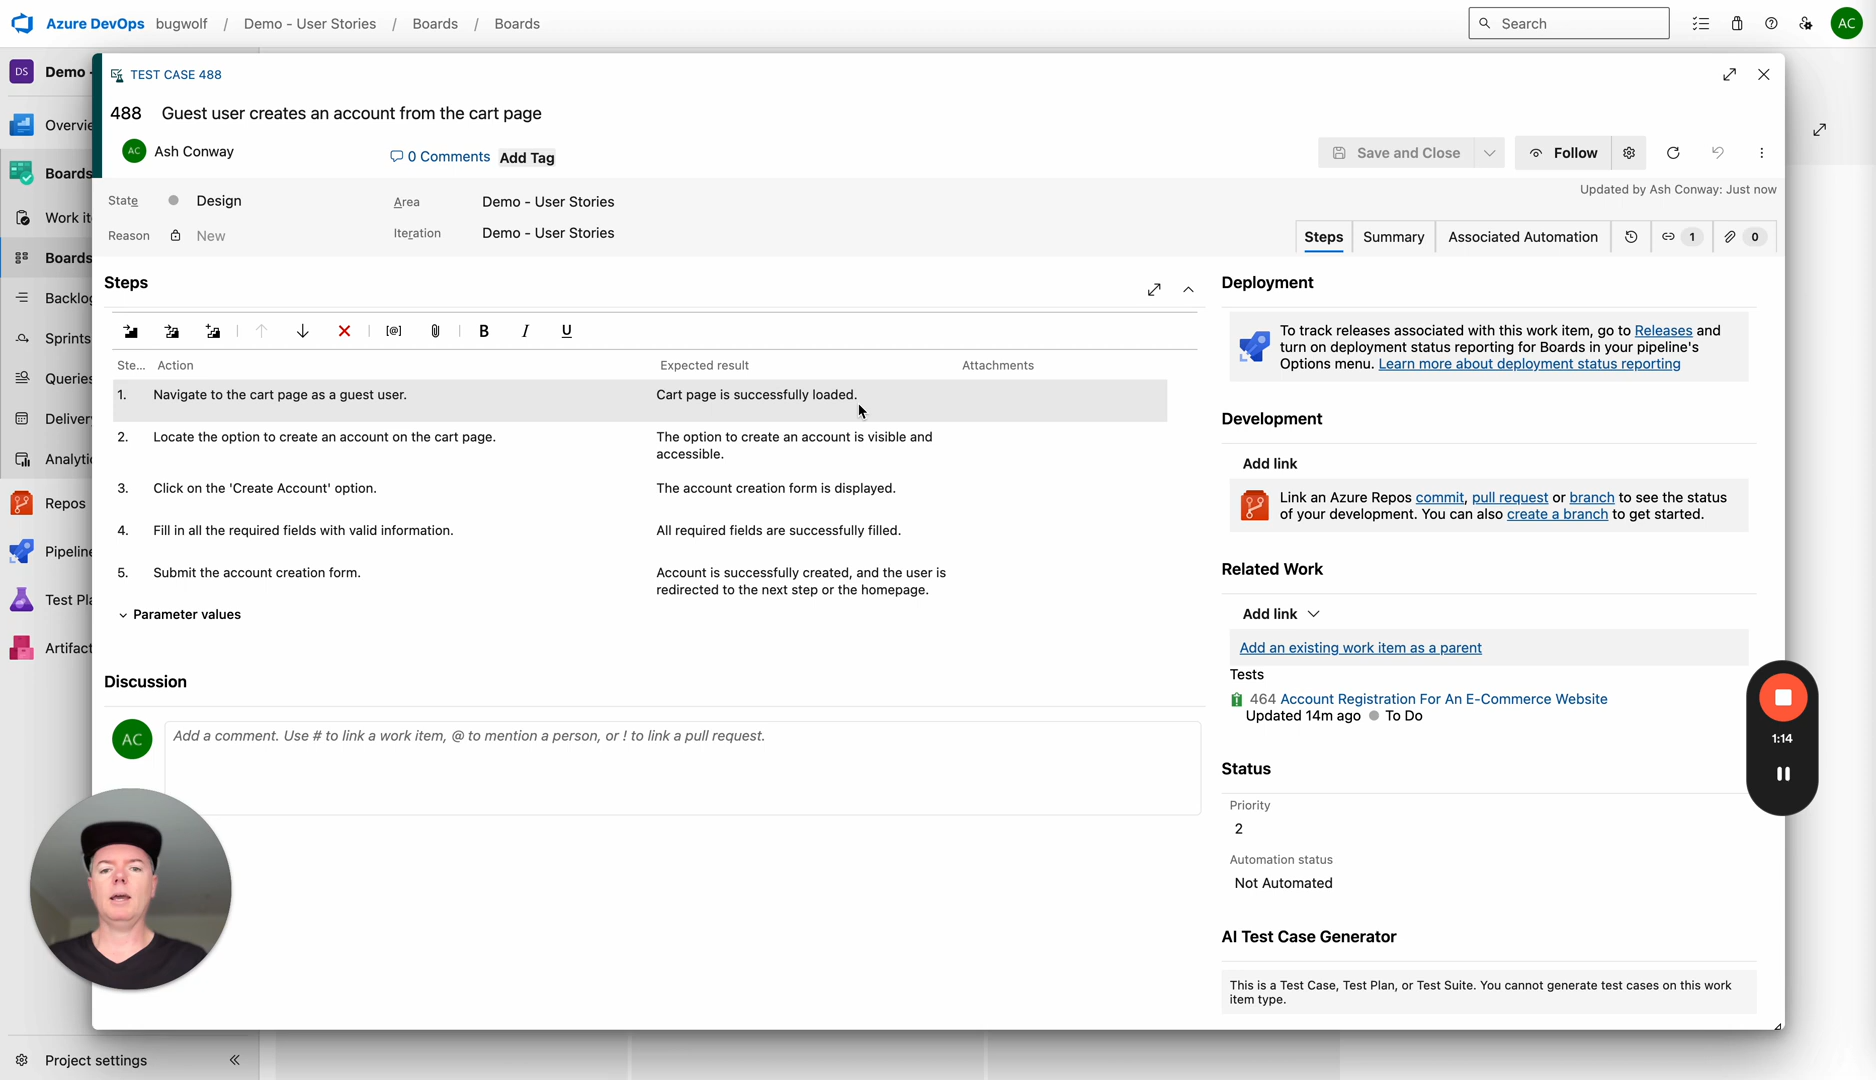 Azure DevOps bugwolf / Demo - User Stories / Boards / Boards
Search
AC
DS Demo -
Overvie
Boards
Work it
Boards
Backlog
Sprints
Queries
Delivery
Analytic
Repos
Pipeline
Test Pla
Artifact
Project settings
TEST CASE 488
488 Guest user creates an account from the cart page
AC Ash Conway
0 Comments Add Tag
Save and Close
Follow
Updated by Ash Conway: Just now
State Design
Area Demo - User Stories
Reason New
Iteration Demo - User Stories
Steps Summary Associated Automation 1 0
Steps
B I U
Ste... Action Expected result Attachments
1. Navigate to the cart page as a guest user. Cart page is successfully loaded.
2. Locate the option to create an account on the cart page. The option to create an account is visible and
accessible.
3. Click on the 'Create Account' option. The account creation form is displayed.
4. Fill in all the required fields with valid information. All required fields are successfully filled.
5. Submit the account creation form. Account is successfully created, and the user is
redirected to the next step or the homepage.
Parameter values
Discussion
AC
Add a comment. Use # to link a work item, @ to mention a person, or ! to link a pull request.
Deployment
To track releases associated with this work item, go to Releases and
turn on deployment status reporting for Boards in your pipeline's
Options menu. Learn more about deployment status reporting
Development
Add link
Link an Azure Repos commit, pull request or branch to see the status
of your development. You can also create a branch to get started.
Related Work
Add link
Add an existing work item as a parent
Tests
464 Account Registration For An E-Commerce Website
Updated 14m ago To Do
Status
Priority
2
Automation status
Not Automated
AI Test Case Generator
This is a Test Case, Test Plan, or Test Suite. You cannot generate test cases on this work
item type.
1:14